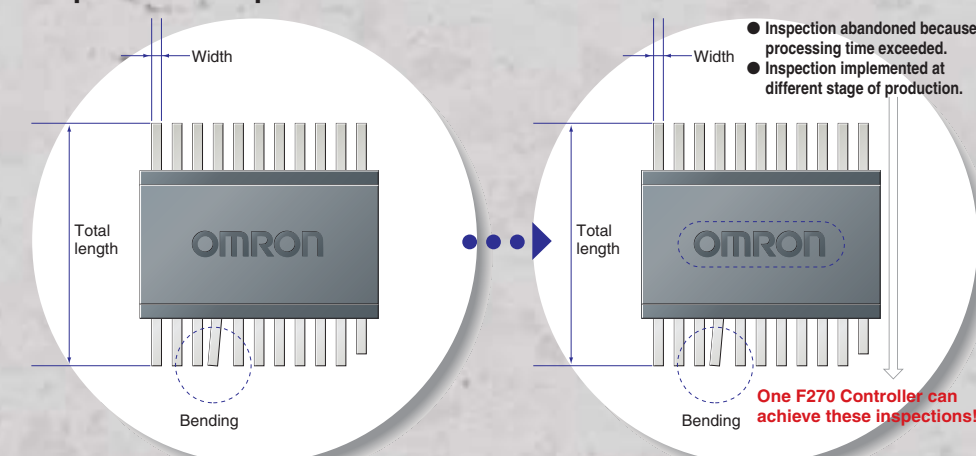 Width
Total
length
OMRON
Bending
Width
● Inspection abandoned because
processing time exceeded.
● Inspection implemented at
different stage of production.
Total
length
OMRON
Bending
One F270 Controller can
achieve these inspections!